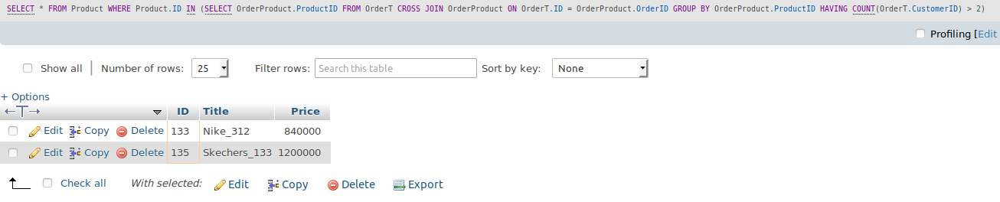 SELECT * FROM Product WHERE Product.ID IN (SELECT OrderProduct.ProductID FROM OrderT CROSS JOIN OrderProduct ON OrderT.ID = OrderProduct.OrderID GROUP BY OrderProduct.ProductID HAVING COUNT(OrderT.CustomerID) > 2)
Profiling [Edit
Show all Number of rows: 25 Filter rows: Search this table Sort by key: None
+ Options
←T→ ID Title Price
Edit Copy Delete 133 Nike_312 840000
Edit Copy Delete 135 Skechers_133 1200000
Check all With selected: Edit Copy Delete Export